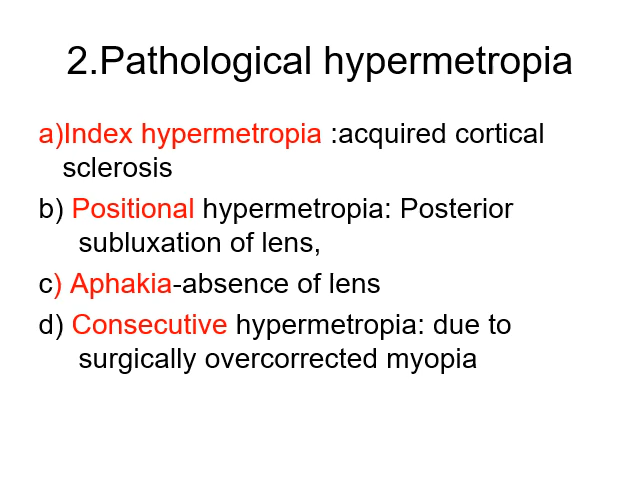 2.Pathological hypermetropia
a)Index hypermetropia :acquired cortical
sclerosis
b) Positional hypermetropia: Posterior
subluxation of lens,
c) Aphakia-absence of lens
d) Consecutive hypermetropia: due to
surgically overcorrected myopia